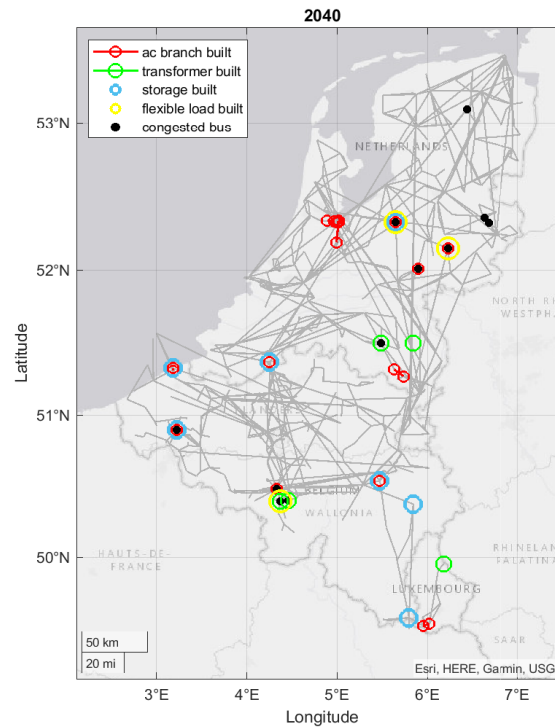 2040
ac branch built
transformer built
storage built
flexible load built
congested bus
53°N
52°N
51°N
50°N
Latitude
NETHERLANDS
NORTH RH
WESTPHA
BELGIUM
WALLONIA
HAUTS-DE-
FRANCE
RHINELAN
PALATINA
LUXEMBOURG
SAAR
50 km
20 mi
Esri, HERE, Garmin, USG
3°E
4°E
5°E
6°E
Longitude